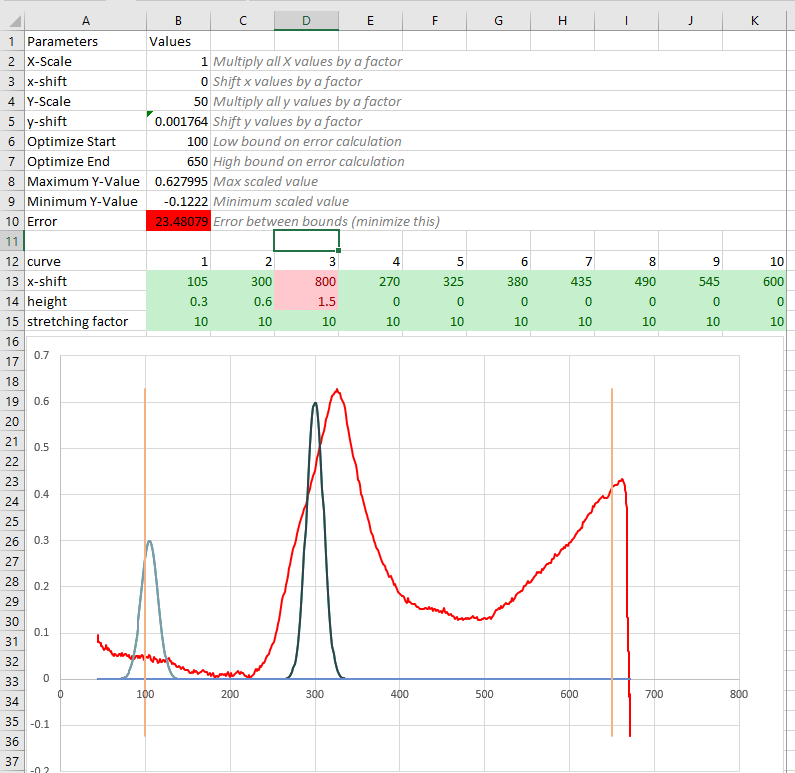 A B C D E F G H I J K
1 Parameters Values
2 X-Scale 1 Multiply all X values by a factor
3 x-shift 0 Shift x values by a factor
4 Y-Scale 50 Multiply all y values by a factor
5 y-shift 0.001764 Shift y values by a factor
6 Optimize Start 100 Low bound on error calculation
7 Optimize End 650 High bound on error calculation
8 Maximum Y-Value 0.627995 Max scaled value
9 Minimum Y-Value -0.1222 Minimum scaled value
10 Error 23.48079 Error between bounds (minimize this)
11
12 curve 1 2 3 4 5 6 7 8 9 10
13 x-shift 105 300 800 270 325 380 435 490 545 600
14 height 0.3 0.6 1.5 0 0 0 0 0 0 0
15 stretching factor 10 10 10 10 10 10 10 10 10 10
16
17 0.7
18
19 0.6
20
21 0.5
22
23 0.4
24
25
26 0.3
27
28 0.2
29
30
31 0.1
32
33 0
34 0 100 200 300 400 500 600 700 800
35 -0.1
36
37 -0.2